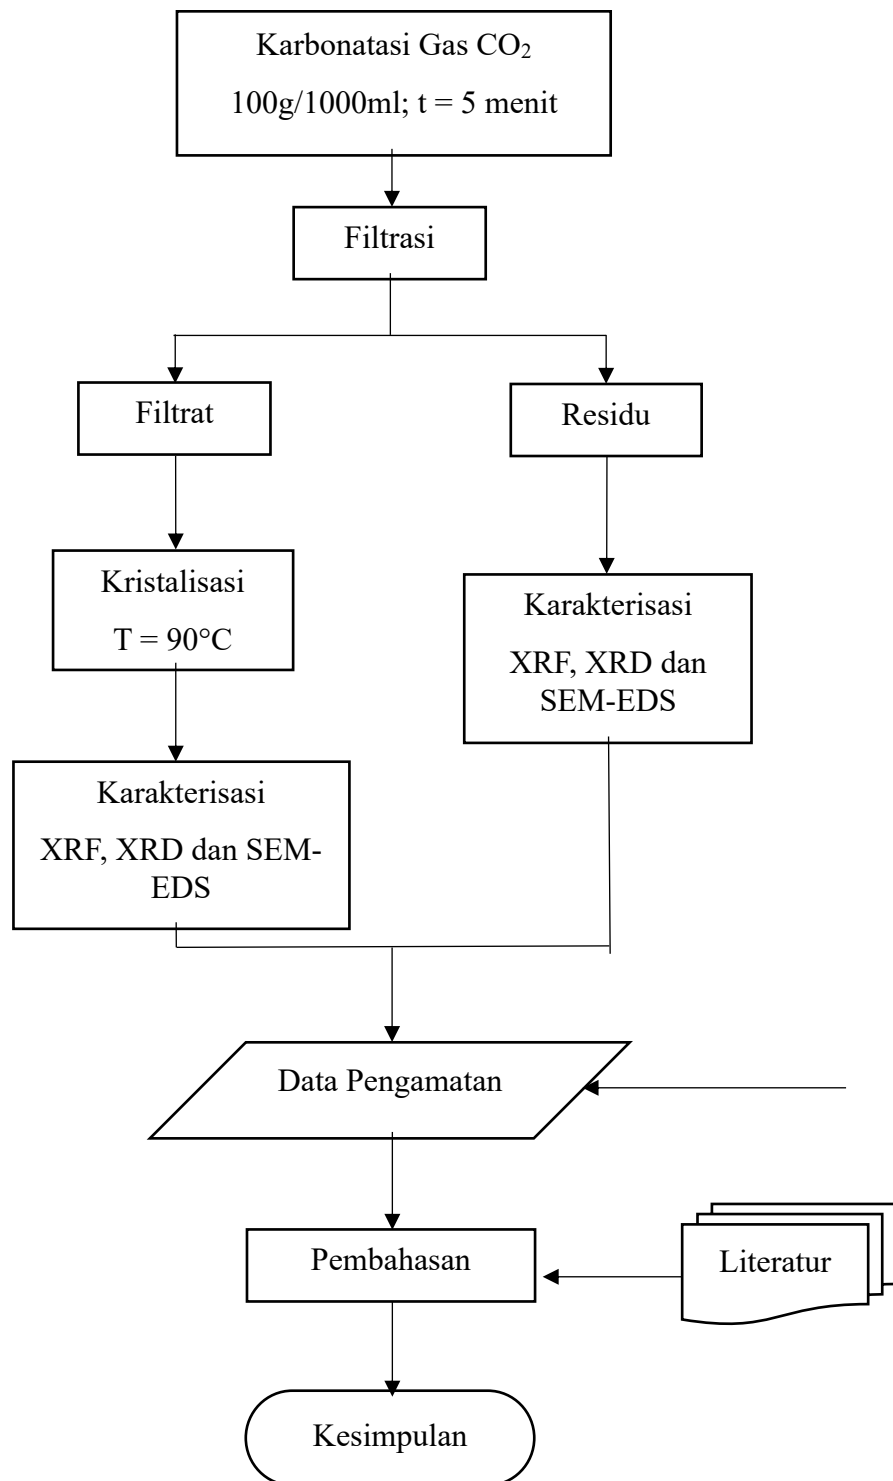 Karbonatasi Gas CO₂
100g/1000ml; t = 5 menit
Filtrasi
Filtrat
Residu
Kristalisasi
T = 90°C
Karakterisasi
XRF, XRD dan
SEM-EDS
Karakterisasi
XRF, XRD dan SEM-
EDS
Data Pengamatan
Pembahasan
Literatur
Kesimpulan